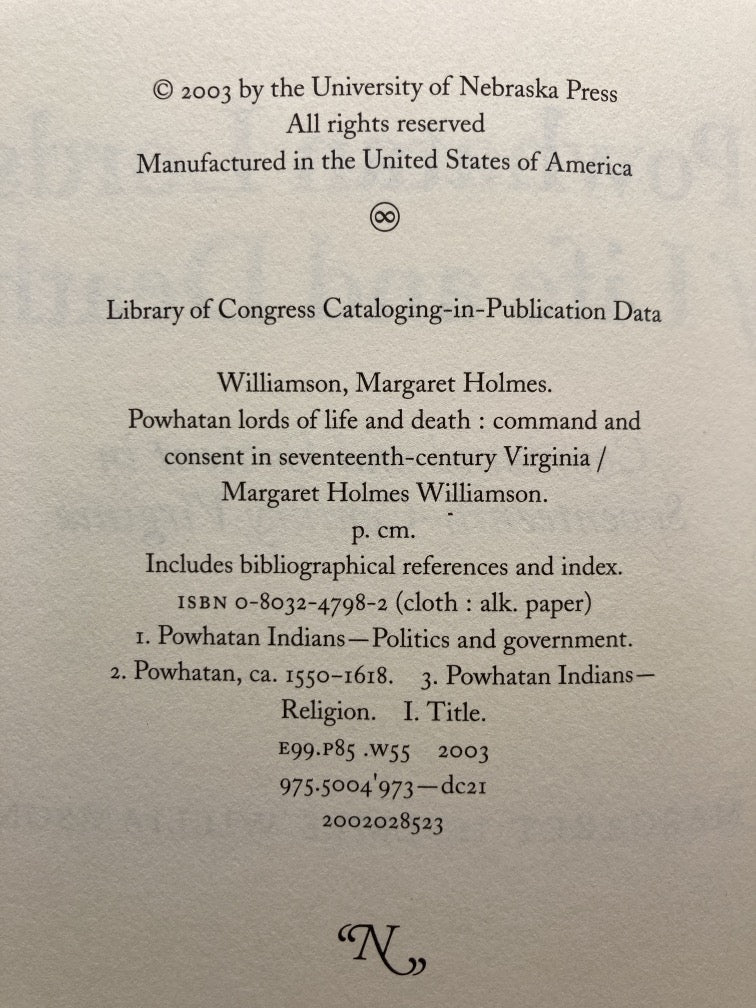 © 2003 by the University of Nebraska Press
All rights reserved
Manufactured in the United States of America
♾
Library of Congress Cataloging-in-Publication Data
Williamson, Margaret Holmes.
Powhatan lords of life and death : command and
consent in seventeenth-century Virginia /
Margaret Holmes Williamson.
p. cm.
Includes bibliographical references and index.
ISBN 0-8032-4798-2 (cloth : alk. paper)
1. Powhatan Indians—Politics and government.
2. Powhatan, ca. 1550–1618. 3. Powhatan Indians—
Religion. I. Title.
E99.P85 .W55 2003
975.5004'973—dc21
2002028523
“N„